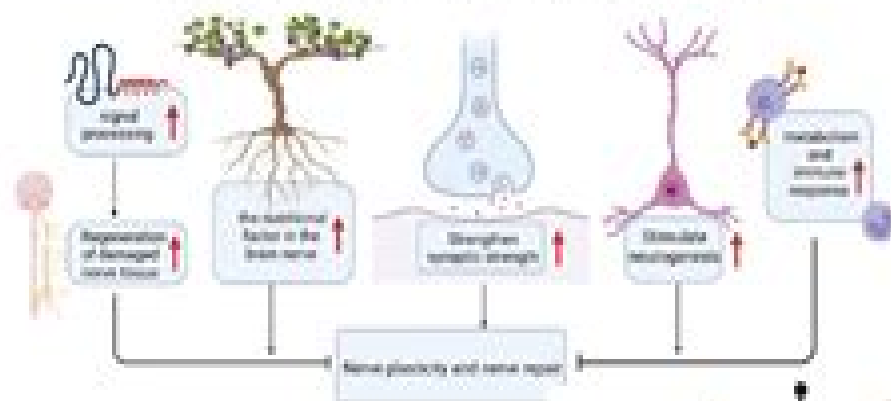 signal
processing
Regeneration
of damaged
nerve tissue
the nutritional
factor in the
brain nerve
Strengthen
synaptic strength
Stimulate
neurogenesis
metabolism
and
immune
response
Nerve plasticity and nerve repair